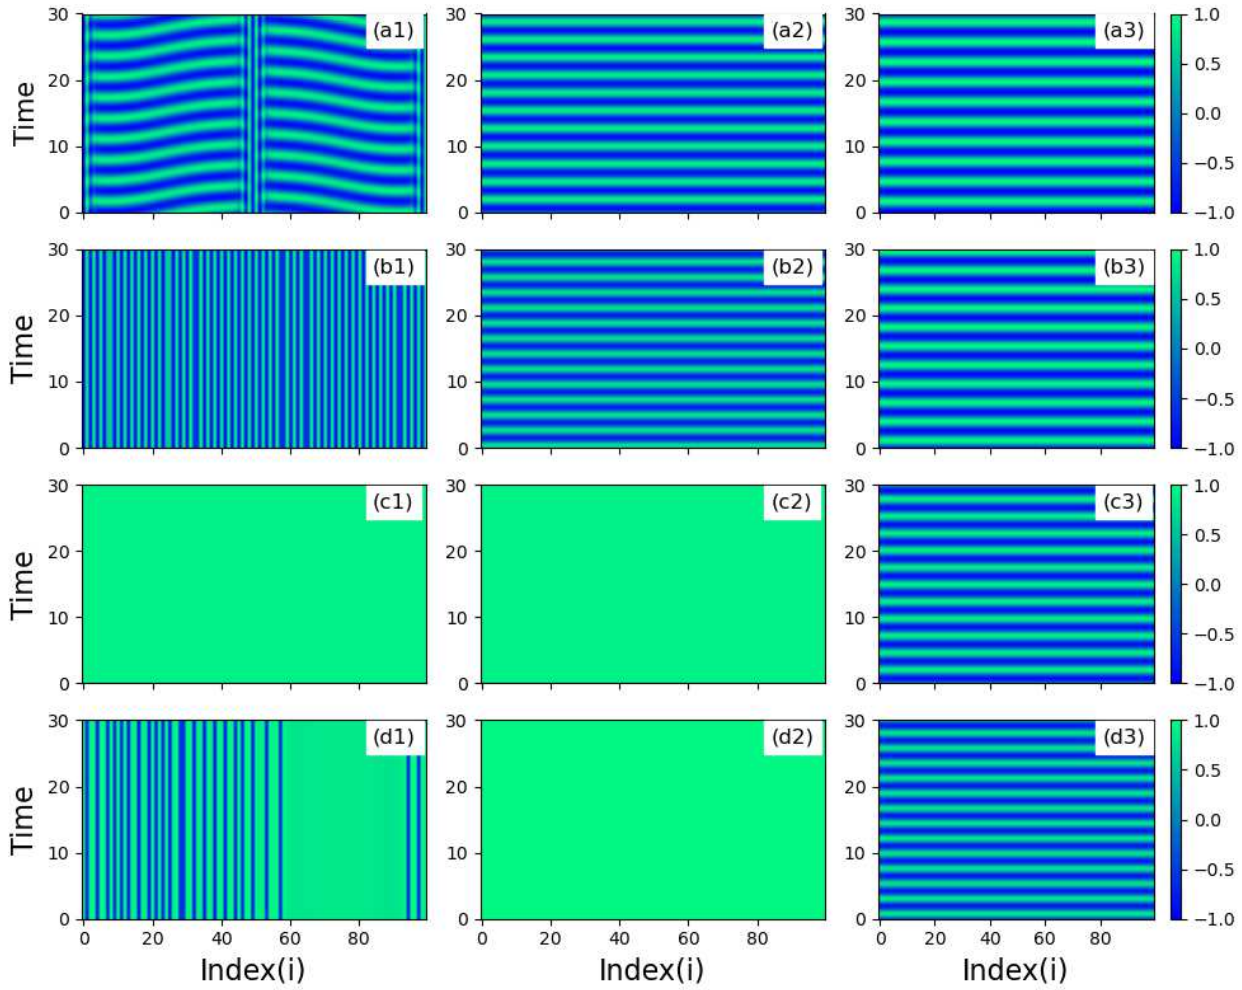 (a1) (a2) (a3)
30 30 30 1.0
20 20 20 0.5
Time 0.0
10 10 10 −0.5
0 0 0 −1.0
(b1) (b2) (b3)
30 30 30 1.0
20 20 20 0.5
Time 0.0
10 10 10 −0.5
0 0 0 −1.0
(c1) (c2) (c3)
30 30 30 1.0
20 20 20 0.5
Time 0.0
10 10 10 −0.5
0 0 0 −1.0
(d1) (d2) (d3)
30 30 30 1.0
20 20 20 0.5
Time 0.0
10 10 10 −0.5
0 0 0 −1.0
0 20 40 60 80 0 20 40 60 80 0 20 40 60 80
Index(i) Index(i) Index(i)